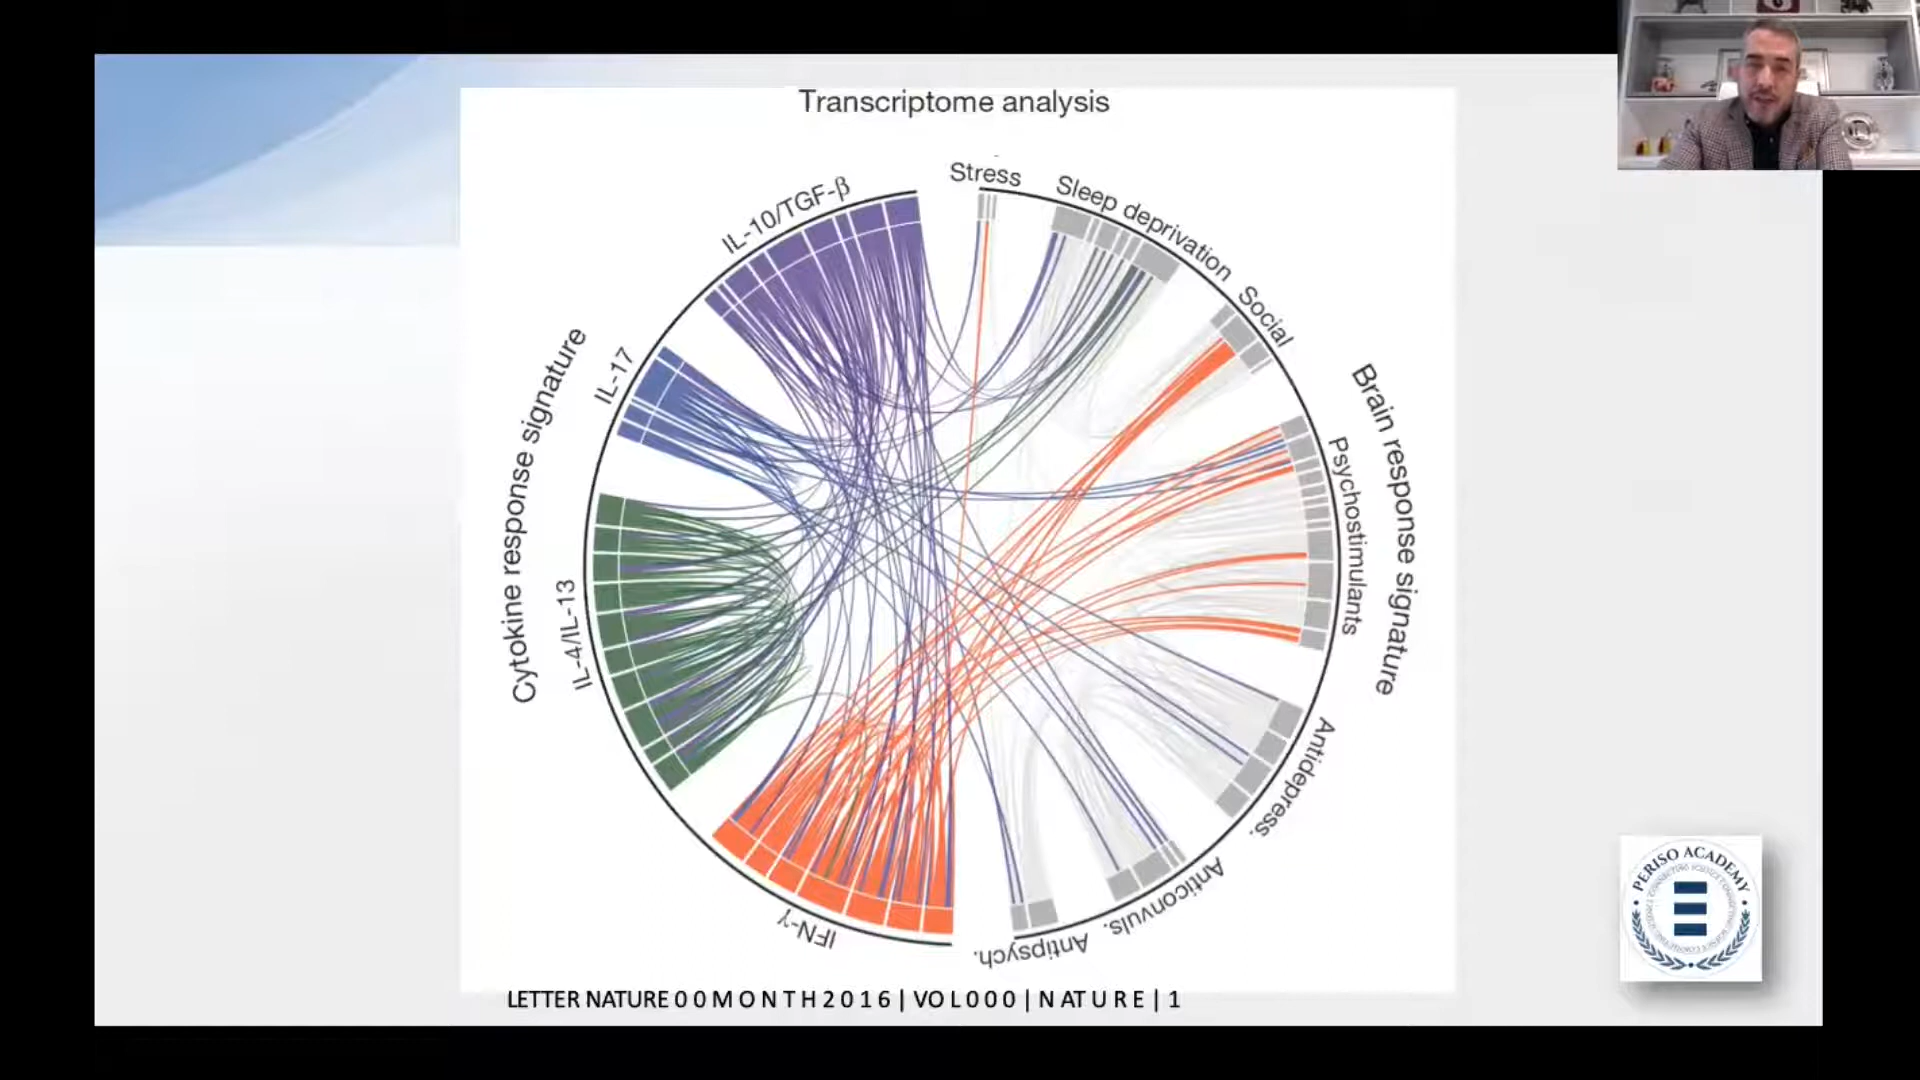 Transcriptome analysis
Stress
Sleep deprivation
Social
Psychostimulants
Brain response signature
Antidepress.
Anticonvuls.
Antipsych.
IFN-γ
IL-4/IL-13
IL-17
IL-10/TGF-β
Cytokine response signature
LETTER NATURE 0 0 M O N T H 2 0 1 6 | VO L 0 0 0 | N AT U R E | 1
PERISO ACADEMY